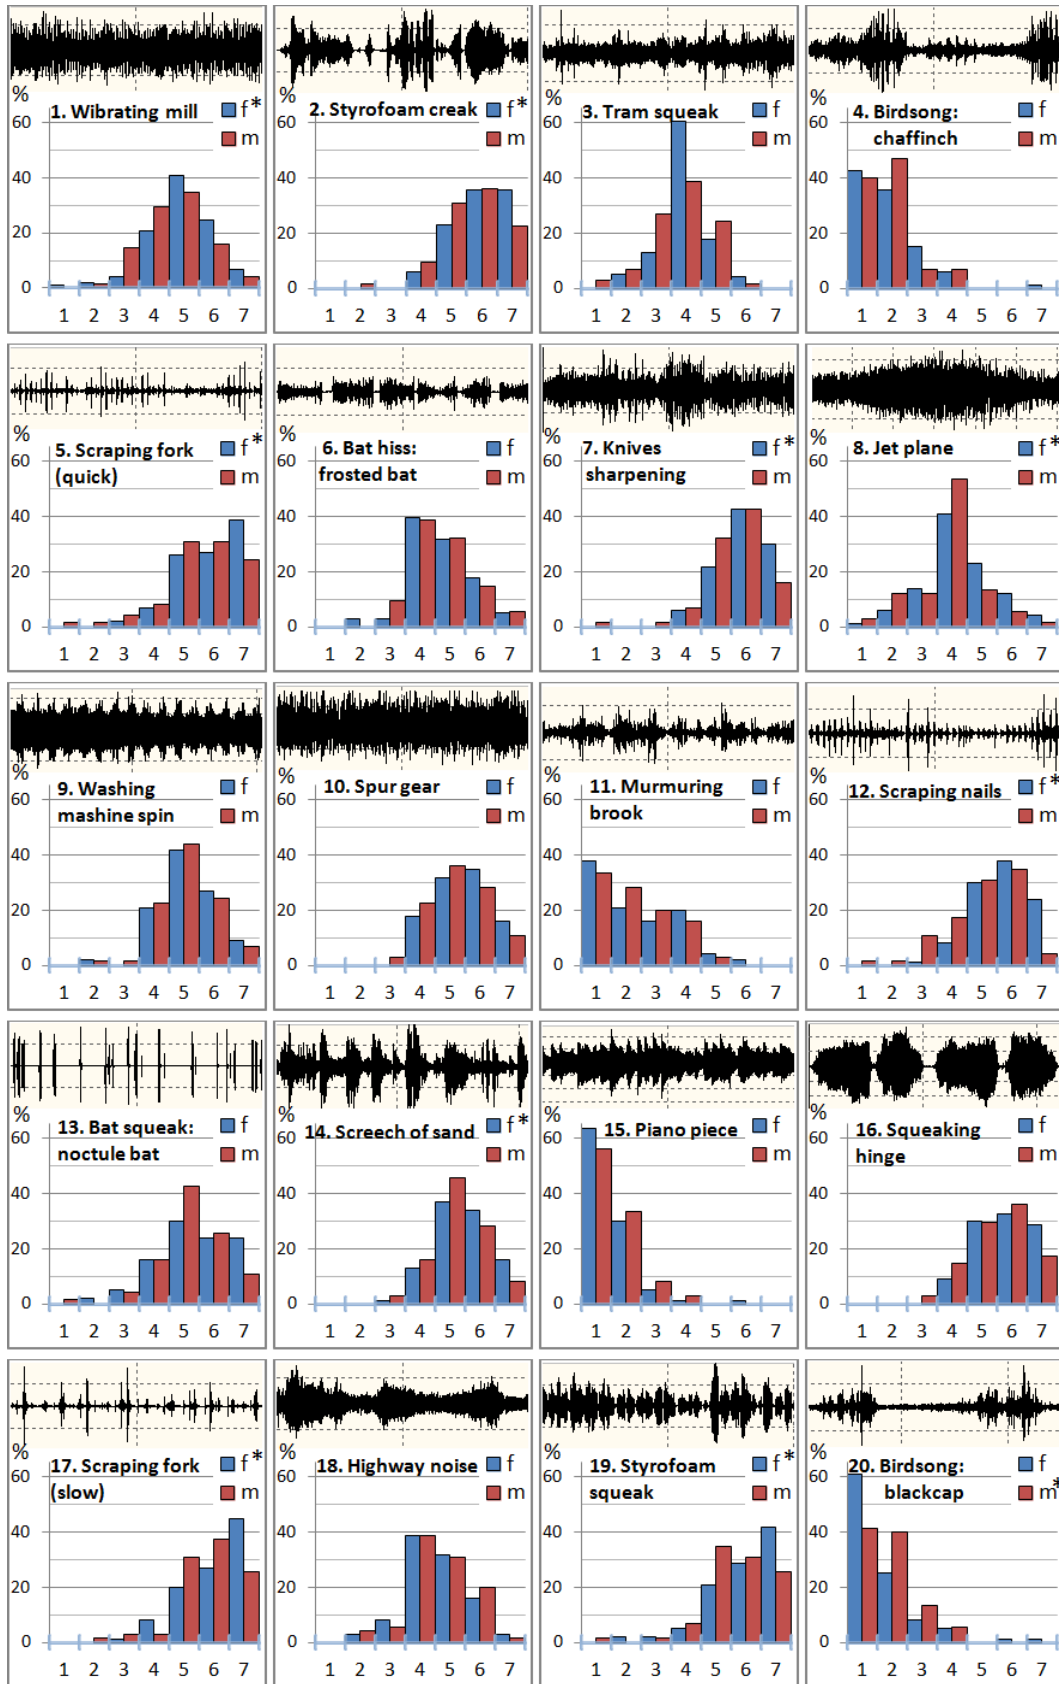 % 1. Wibrating mill f*
60 m
40
20
0
1 2 3 4 5 6 7
2. Styrofoam creak f*
m
1 2 3 4 5 6 7
3. Tram squeak f
m
1 2 3 4 5 6 7
4. Birdsong: f
chaffinch m
1 2 3 4 5 6 7
% 5. Scraping fork f*
60 (quick) m
40
20
0
1 2 3 4 5 6 7
% 6. Bat hiss: f
60 frosted bat m
40
20
0
1 2 3 4 5 6 7
% 7. Knives f*
60 sharpening m
40
20
0
1 2 3 4 5 6 7
% 8. Jet plane f*
60 m
40
20
0
1 2 3 4 5 6 7
% 9. Washing f
60 mashine spin m
40
20
0
1 2 3 4 5 6 7
% 10. Spur gear f
60 m
40
20
0
1 2 3 4 5 6 7
% 11. Murmuring f
60 brook m
40
20
0
1 2 3 4 5 6 7
% 12. Scraping nails f*
60 m
40
20
0
1 2 3 4 5 6 7
% 13. Bat squeak: f
60 noctule bat m
40
20
0
1 2 3 4 5 6 7
% 14. Screech of sand f*
60 m
40
20
0
1 2 3 4 5 6 7
% 15. Piano piece f
60 m
40
20
0
1 2 3 4 5 6 7
% 16. Squeaking f
60 hinge m
40
20
0
1 2 3 4 5 6 7
% 17. Scraping fork f*
60 (slow) m
40
20
0
1 2 3 4 5 6 7
% 18. Highway noise f
60 m
40
20
0
1 2 3 4 5 6 7
% 19. Styrofoam f*
60 squeak m
40
20
0
1 2 3 4 5 6 7
% 20. Birdsong: f
60 blackcap m*
40
20
0
1 2 3 4 5 6 7